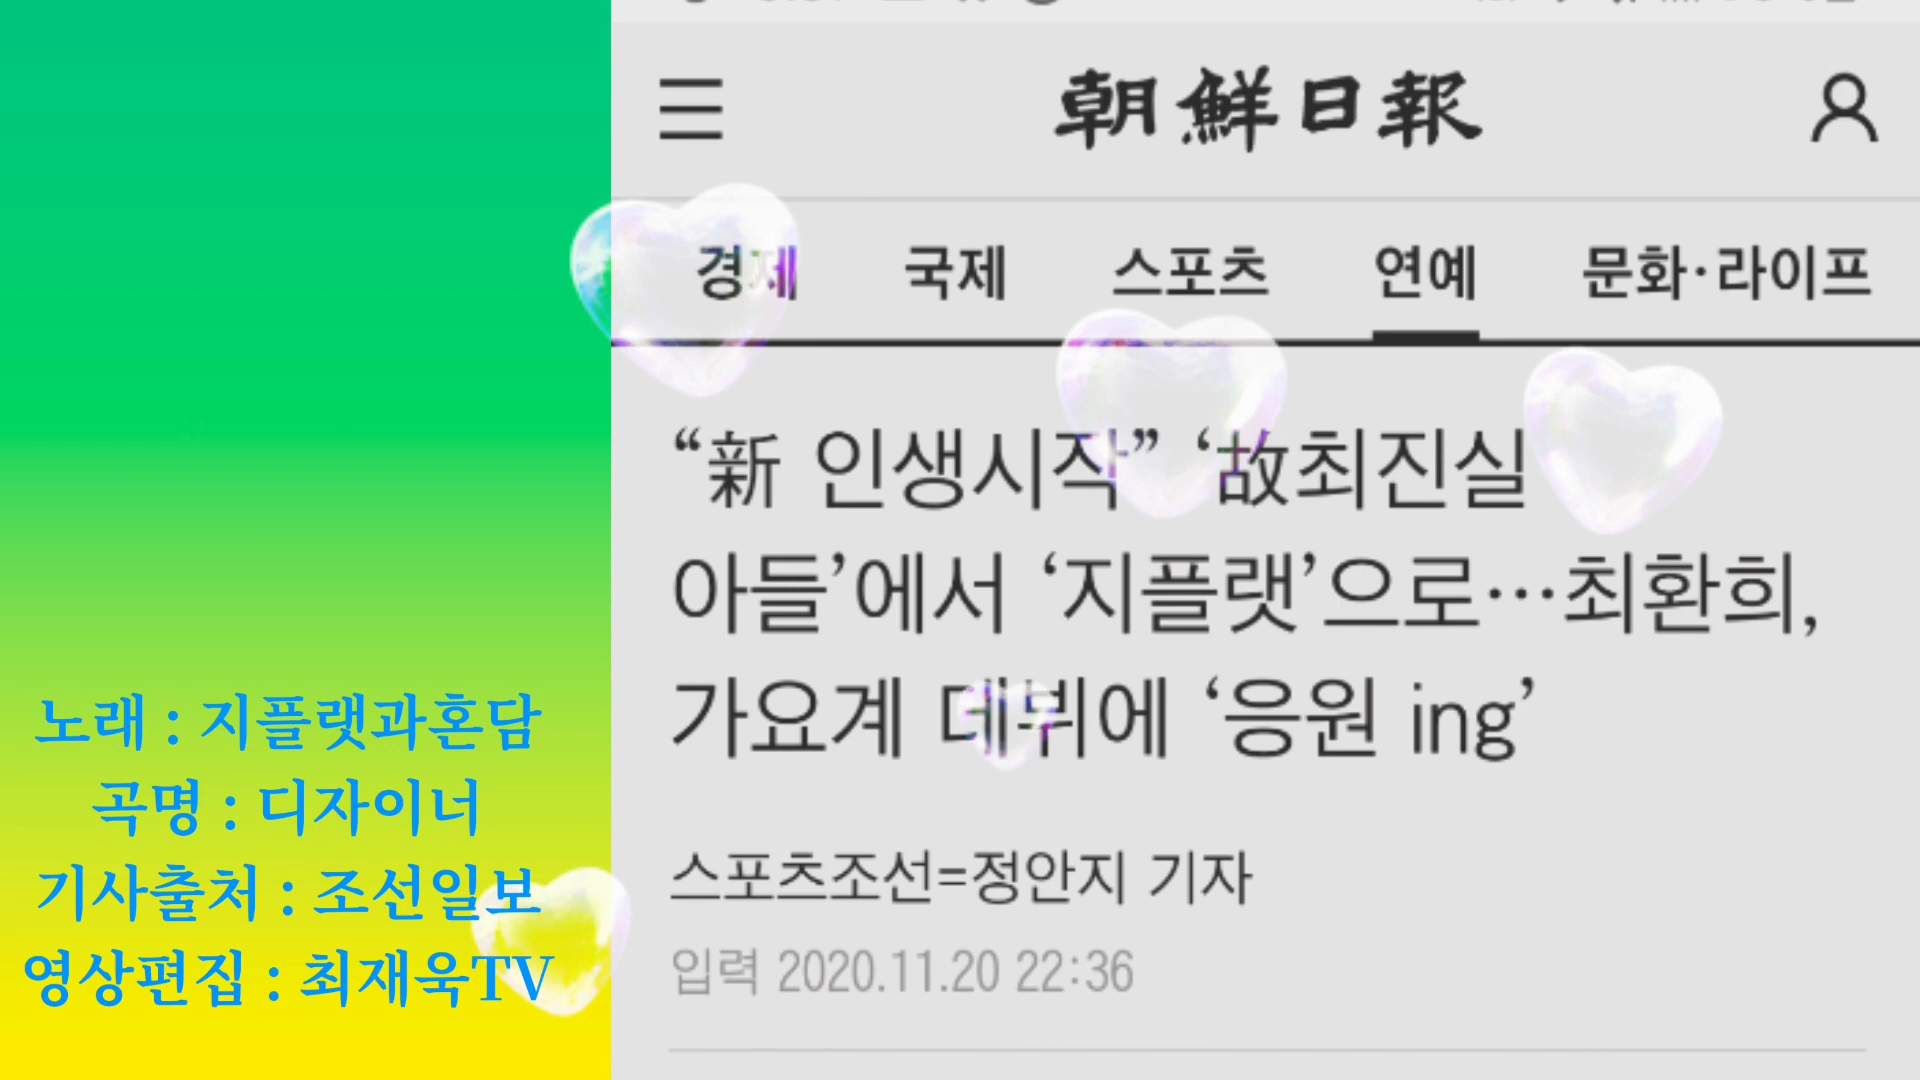 朝鮮日報
경제 국제 스포츠 연예 문화·라이프
“新 인생시작” ‘故최진실
아들’에서 ‘지플랫’으로…최환희,
가요계 데뷔에 ‘응원 ing’
스포츠조선=정안지 기자
입력 2020.11.20 22:36
노래 : 지플랫과혼담
곡명 : 디자이너
기사출처 : 조선일보
영상편집 : 최재욱TV